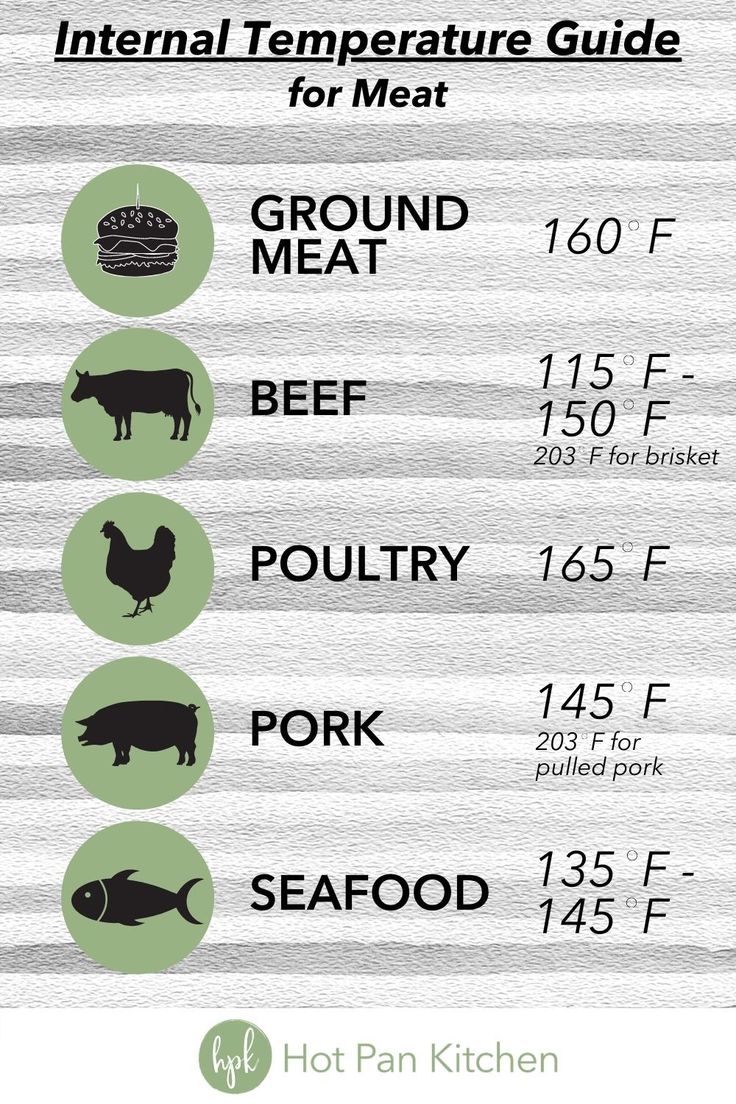 Internal Temperature Guide
for Meat
GROUND
MEAT
160°F
BEEF
115°F -
150°F
203°F for brisket
POULTRY
165°F
PORK
145°F
203°F for
pulled pork
SEAFOOD
135°F -
145°F
hpk Hot Pan Kitchen